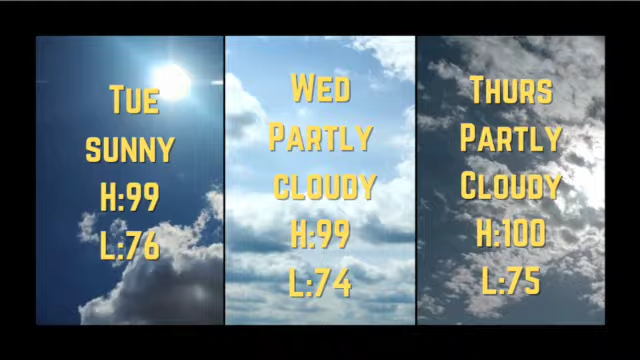 Tue
sunny
H:99
L:76
Wed
Partly
cloudy
H:99
L:74
Thurs
Partly
Cloudy
H:100
L:75